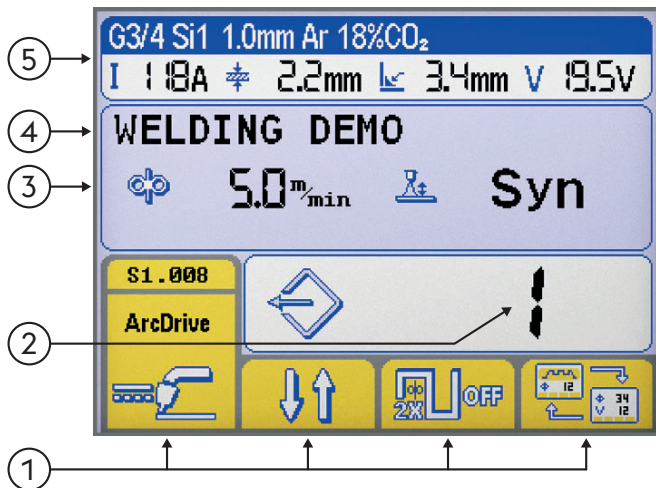 G3/4 Si1 1.0mm Ar 18%CO₂
5
I 118A 2.2mm 3.4mm V 19.5V
4
WELDING DEMO
3
5.0 m/min Syn
S1.008
ArcDrive
1
2
2X OFF
12
34
V 12
1